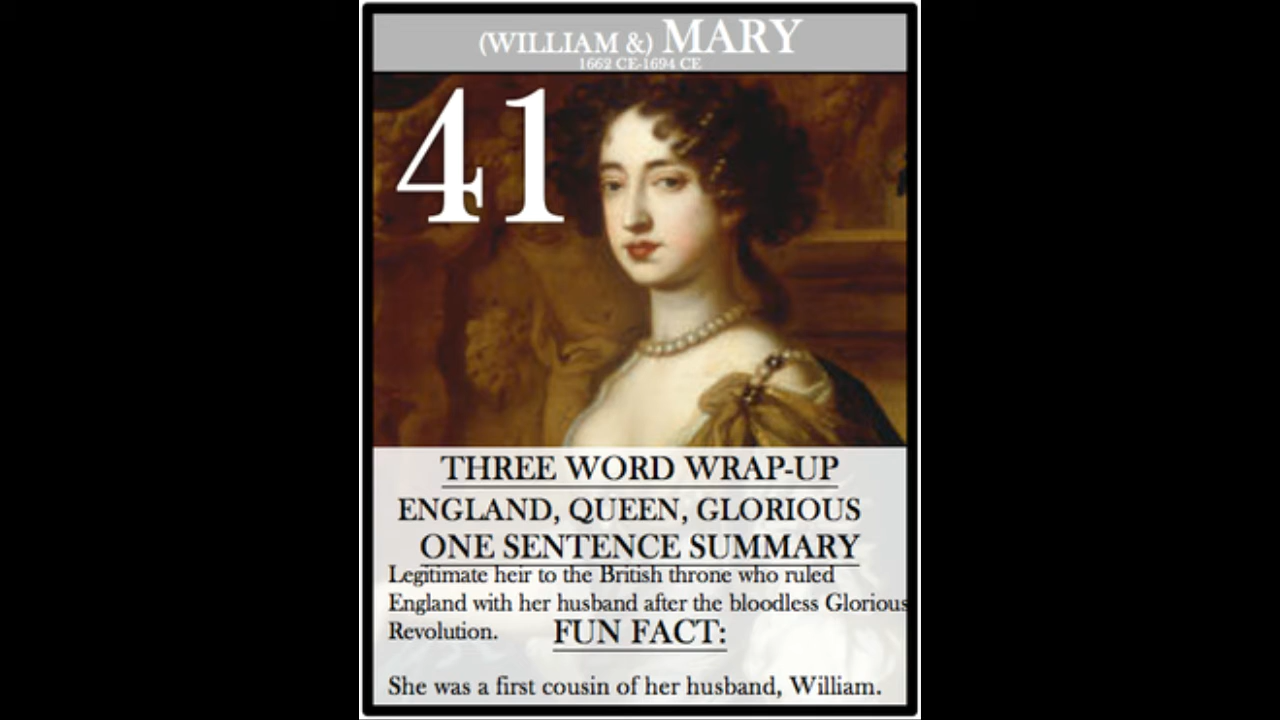 (WILLIAM &) MARY
1662 CE-1694 CE
41
THREE WORD WRAP-UP
ENGLAND, QUEEN, GLORIOUS
ONE SENTENCE SUMMARY
Legitimate heir to the British throne who ruled
England with her husband after the bloodless Glorious
Revolution.
FUN FACT:
She was a first cousin of her husband, William.